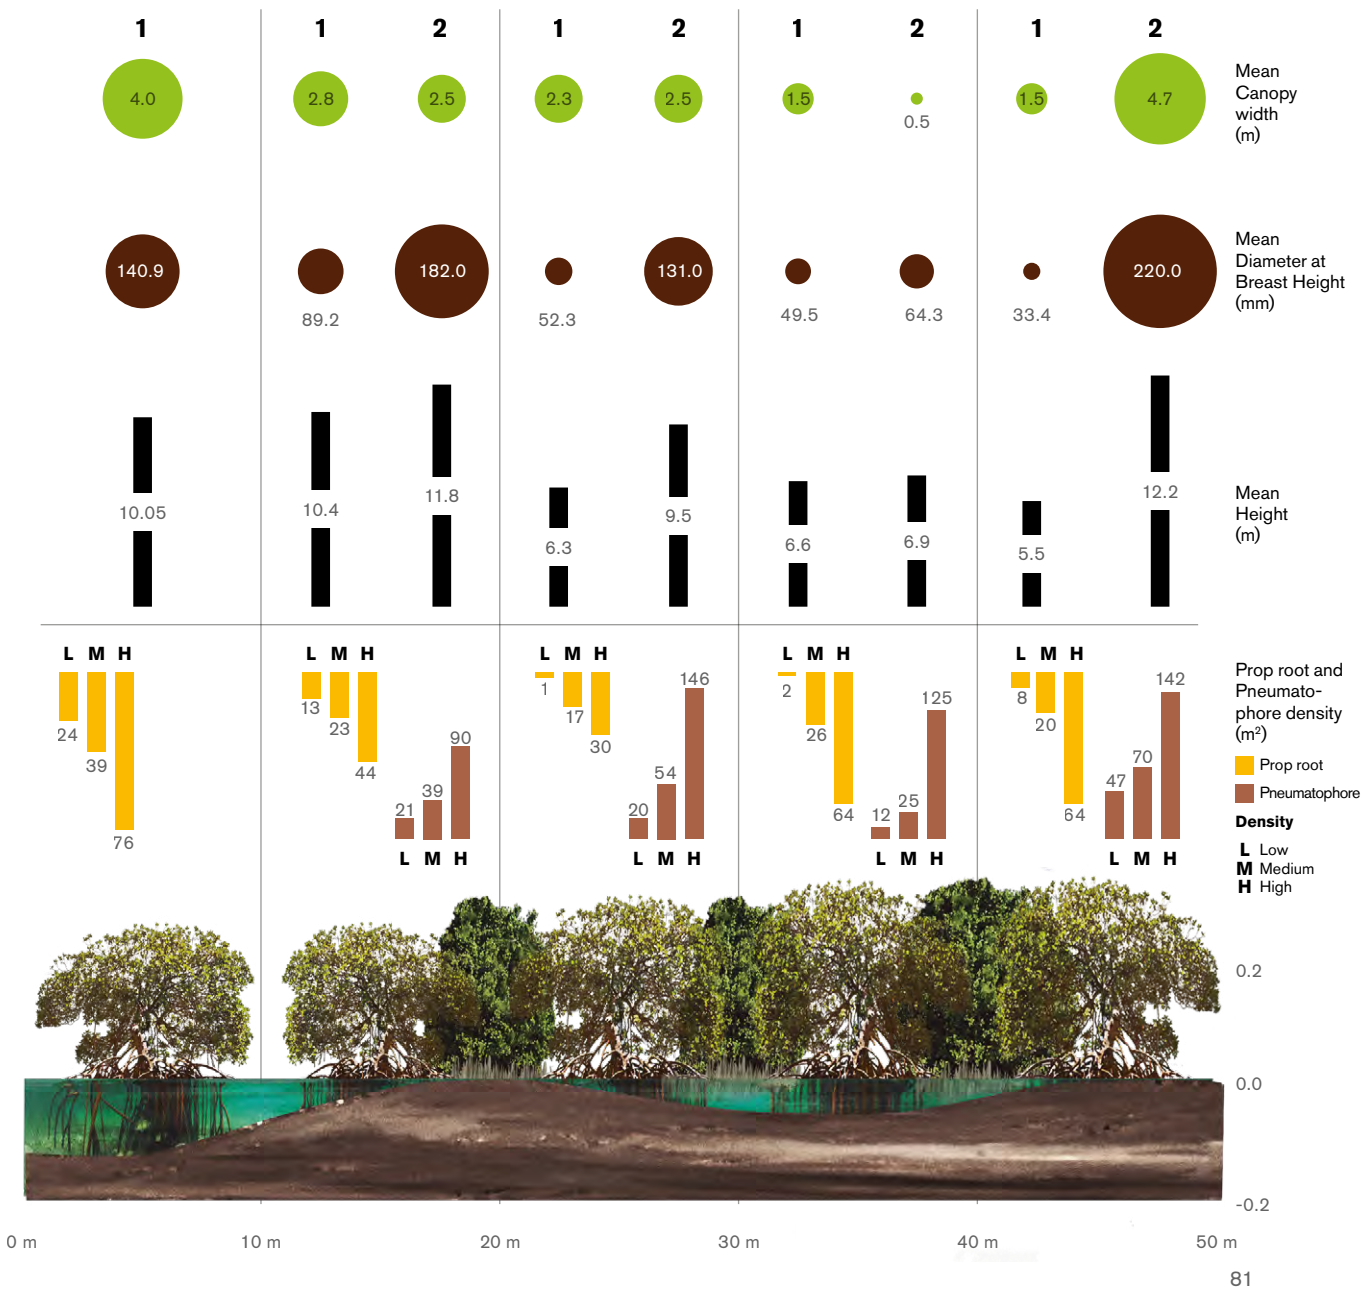 1 1 2 1 2 1 2 1 2
4.0 2.8 2.5 2.3 2.5 1.5 0.5 1.5 4.7
Mean
Canopy
width
(m)
140.9 89.2 182.0 52.3 131.0 49.5 64.3 33.4 220.0
Mean
Diameter at
Breast Height
(mm)
10.05 10.4 11.8 6.3 9.5 6.6 6.9 5.5 12.2
Mean
Height
(m)
L M H
24 39 76
L M H
13 23 44
21 39 90
L M H
L M H
1 17 30
20 54 146
L M H
L M H
2 26 64
12 25 125
L M H
L M H
8 20 64
47 70 142
L M H
Prop root and
Pneumato-
phore density
(m²)
Prop root
Pneumatophore
Density
L Low
M Medium
H High
0.2
0.0
-0.2
0 m 10 m 20 m 30 m 40 m 50 m
81